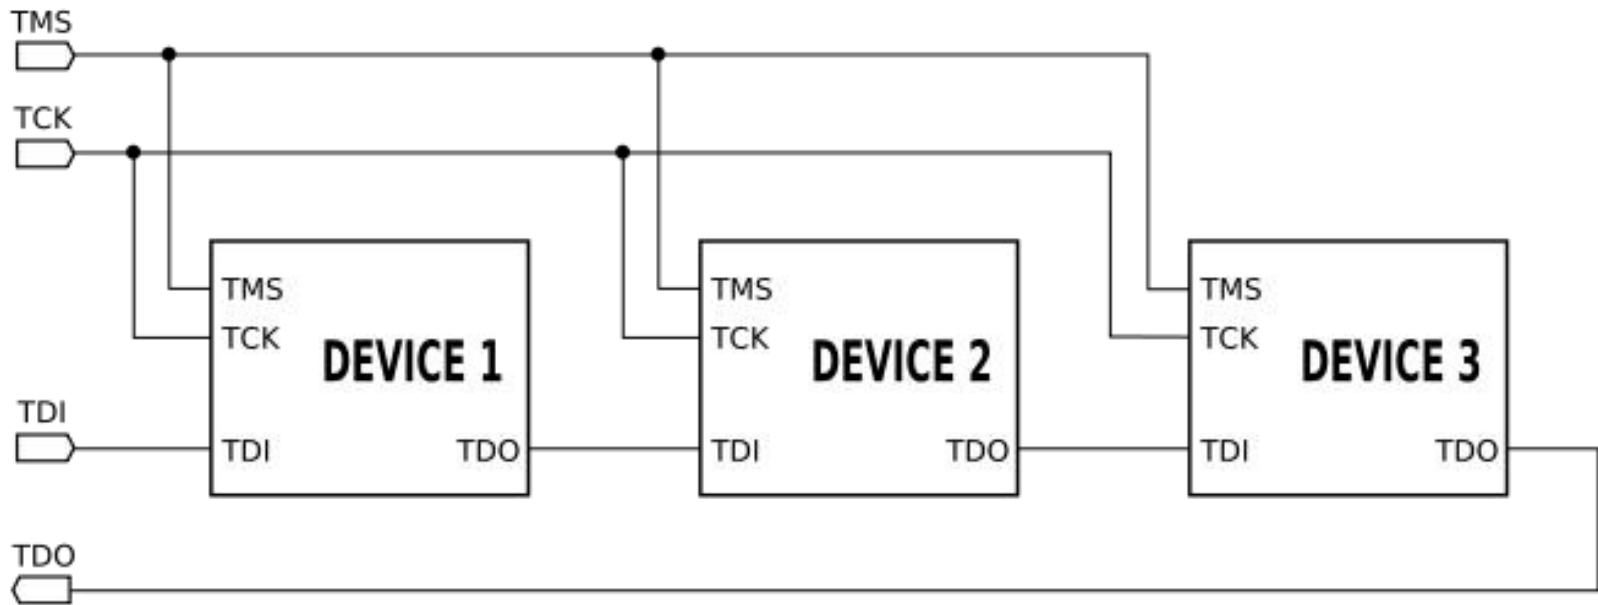 TMS
TCK
TMS
TCK
DEVICE 1
TDI
TDO
TMS
TCK
DEVICE 2
TDI
TDO
TMS
TCK
DEVICE 3
TDI
TDO
TDI
TDO